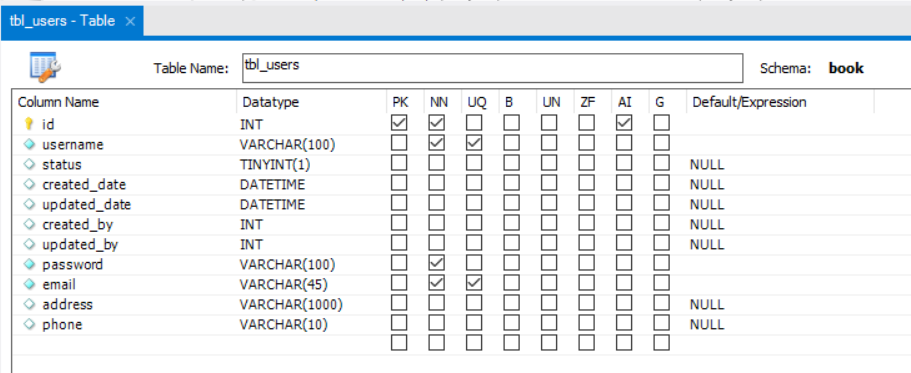 tbl_users - Table
Table Name: tbl_users Schema: book
Column Name Datatype PK NN UQ B UN ZF AI G Default/Expression
id INT
username VARCHAR(100)
status TINYINT(1) NULL
created_date DATETIME NULL
updated_date DATETIME NULL
created_by INT NULL
updated_by INT NULL
password VARCHAR(100)
email VARCHAR(45)
address VARCHAR(1000) NULL
phone VARCHAR(10) NULL